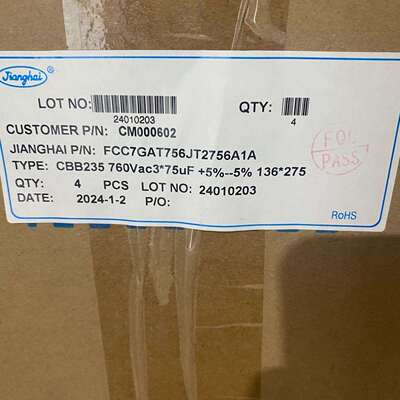 Jianghai ®
LOT NO: 24010203
QTY: 4
CUSTOMER P/N: CM000602
JIANGHAI P/N: FCC7GAT756JT2756A1A
TYPE: CBB235 760Vac3*75uF +5%--5% 136*275
QTY: 4 PCS LOT NO: 24010203
DATE: 2024-1-2 P/O:
PASS
RoHS